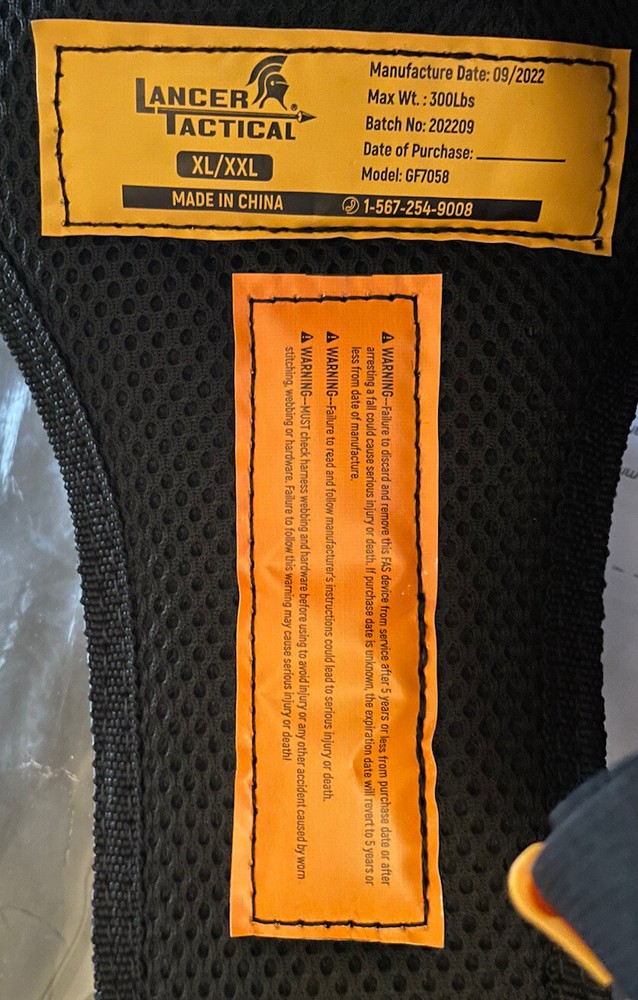 LANCER®
TACTICAL
XL/XXL
Manufacture Date: 09/2022
Max Wt. : 300Lbs
Batch No: 202209
Date of Purchase:
Model: GF7058
MADE IN CHINA
1-567-254-9008
WARNING—Failure to discard and remove this FAS device from service after 5 years or less from purchase date or after
arresting a fall could cause serious injury or death. If purchase date is unknown, the expiration date will revert to 5 years or
less from date of manufacture.
WARNING—Failure to read and follow manufacturer's instructions could lead to serious injury or death.
WARNING—MUST check harness webbing and hardware before using to avoid injury or any other accident caused by worn
stitching, webbing or hardware. Failure to follow this warning may cause serious injury or death!